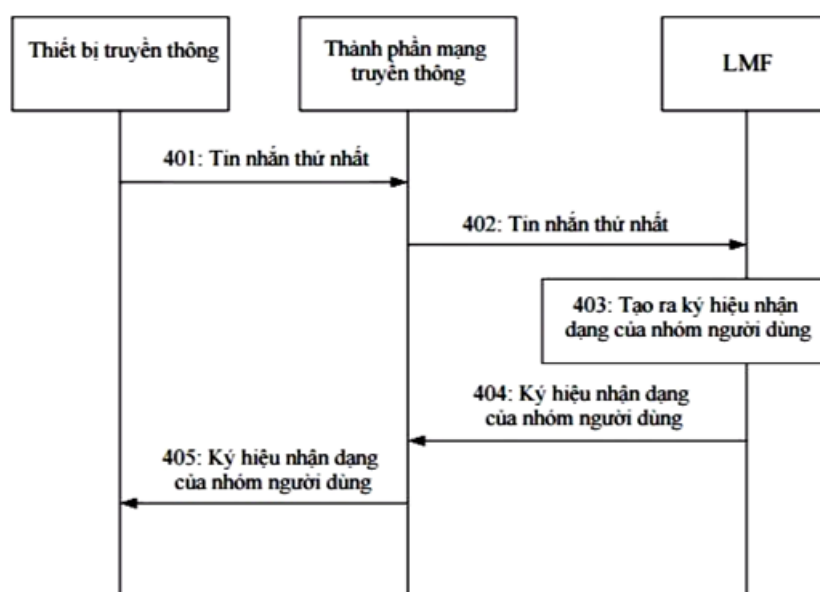 Thiết bị truyền thông
Thành phần mạng
truyền thông
LMF
401: Tin nhắn thứ nhất
402: Tin nhắn thứ nhất
403: Tạo ra ký hiệu nhận
dạng của nhóm người dùng
404: Ký hiệu nhận dạng
của nhóm người dùng
405: Ký hiệu nhận dạng
của nhóm người dùng